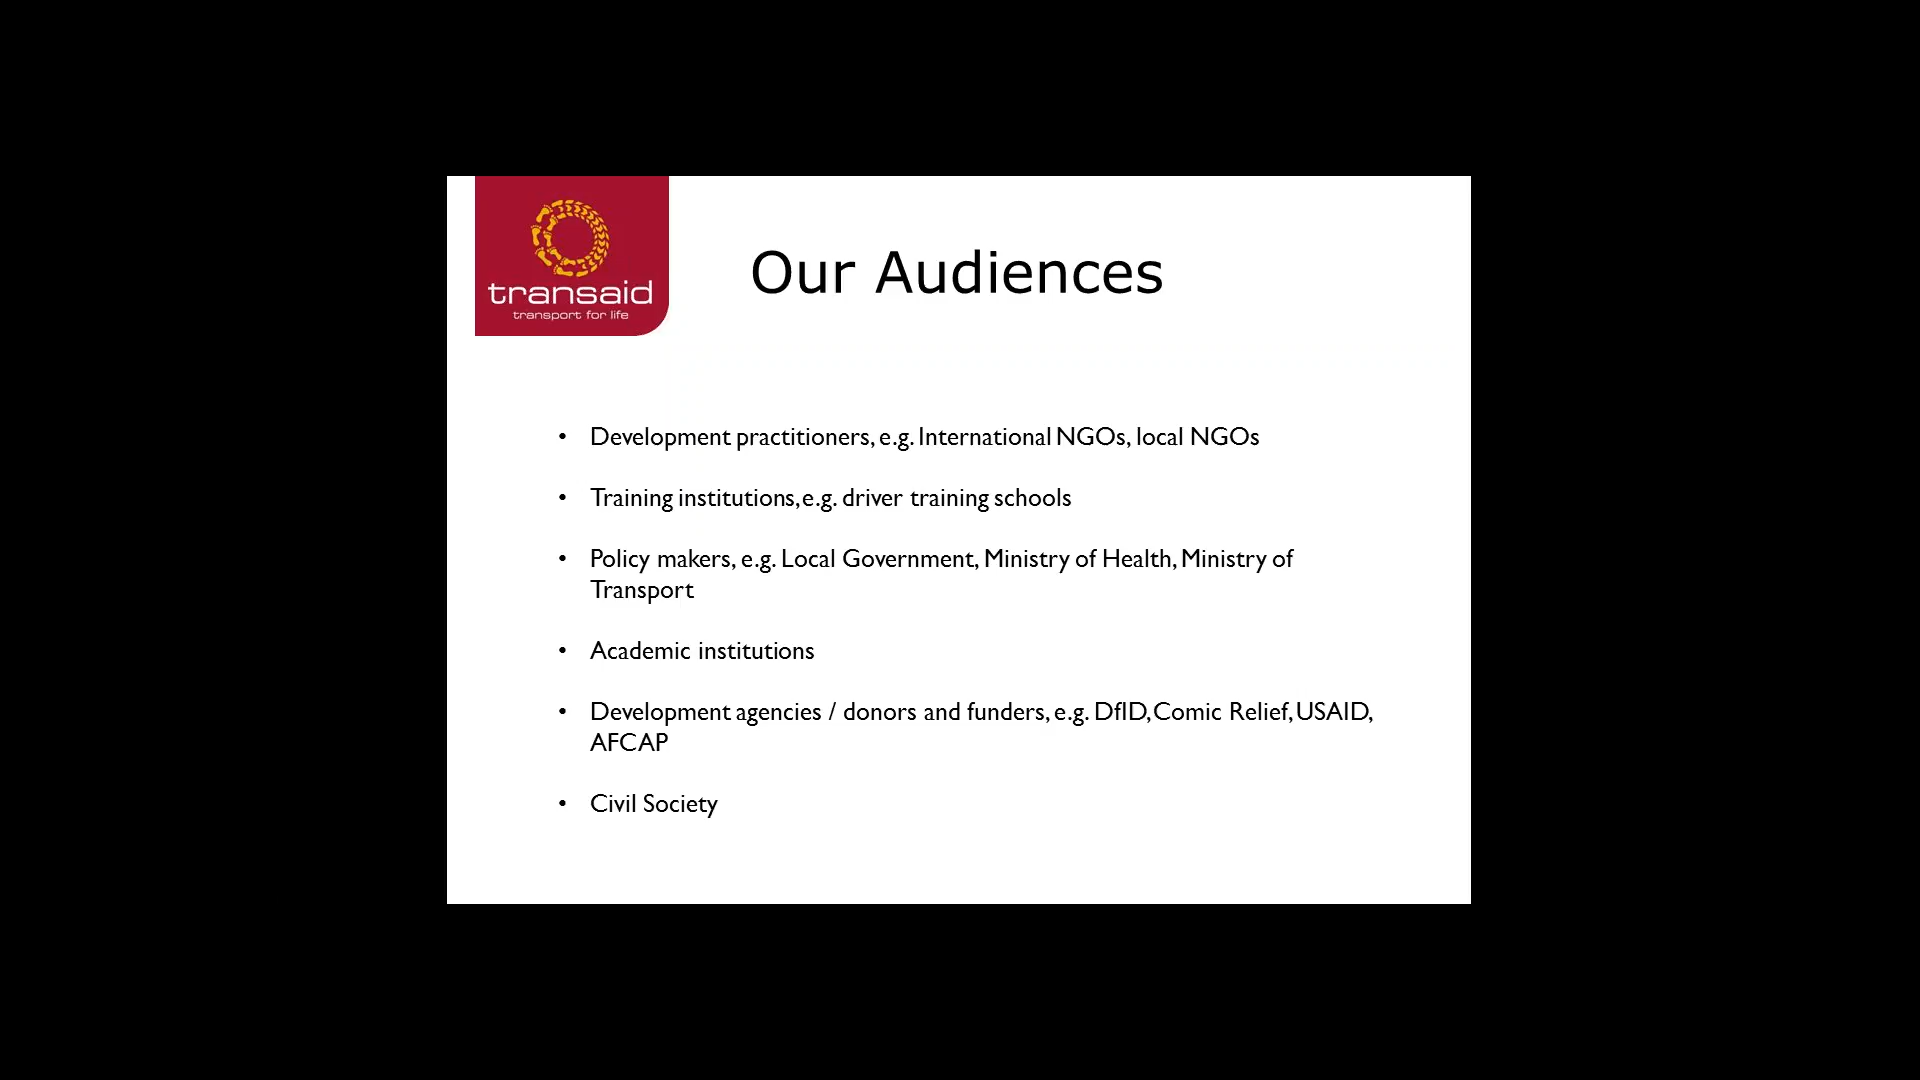 transaid
transport for life
Our Audiences
• Development practitioners, e.g. International NGOs, local NGOs
• Training institutions, e.g. driver training schools
• Policy makers, e.g. Local Government, Ministry of Health, Ministry of
Transport
• Academic institutions
• Development agencies / donors and funders, e.g. DfID, Comic Relief, USAID,
AFCAP
• Civil Society